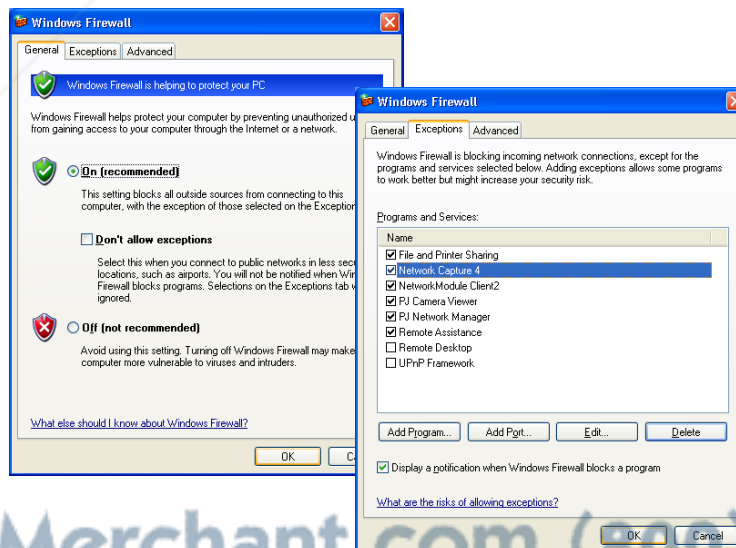 Windows Firewall
General Exceptions Advanced
Windows Firewall is helping to protect your PC
Windows Firewall helps protect your computer by preventing unauthorized
from gaining access to your computer through the Internet or a network.
On (recommended)
This setting blocks all outside sources from connecting to this
computer, with the exception of those selected on the
Don't allow exceptions
Select this when you connect to public networks in less
locations, such as airports. You will not be notified when
Firewall blocks programs. Selections on the Exceptions tab
ignored.
Off (not recommended)
Avoid using this setting. Turning off Windows Firewall may make
computer more vulnerable to viruses and intruders.
What else should I know about Windows Firewall?
OK
Windows Firewall
General Exceptions Advanced
Windows Firewall is blocking incoming network connections, except for the
programs and services selected below. Adding exceptions allows some programs
to work better but might increase your security risk.
Programs and Services:
Name
File and Printer Sharing
Network Capture 4
NetworkModule Client2
PJ Camera Viewer
PJ Network Manager
Remote Assistance
Remote Desktop
UPnP Framework
Add Program... Add Port... Edit... Delete
Display a notification when Windows Firewall blocks a program
What are the risks of allowing exceptions?
OK Cancel
Merchant.com